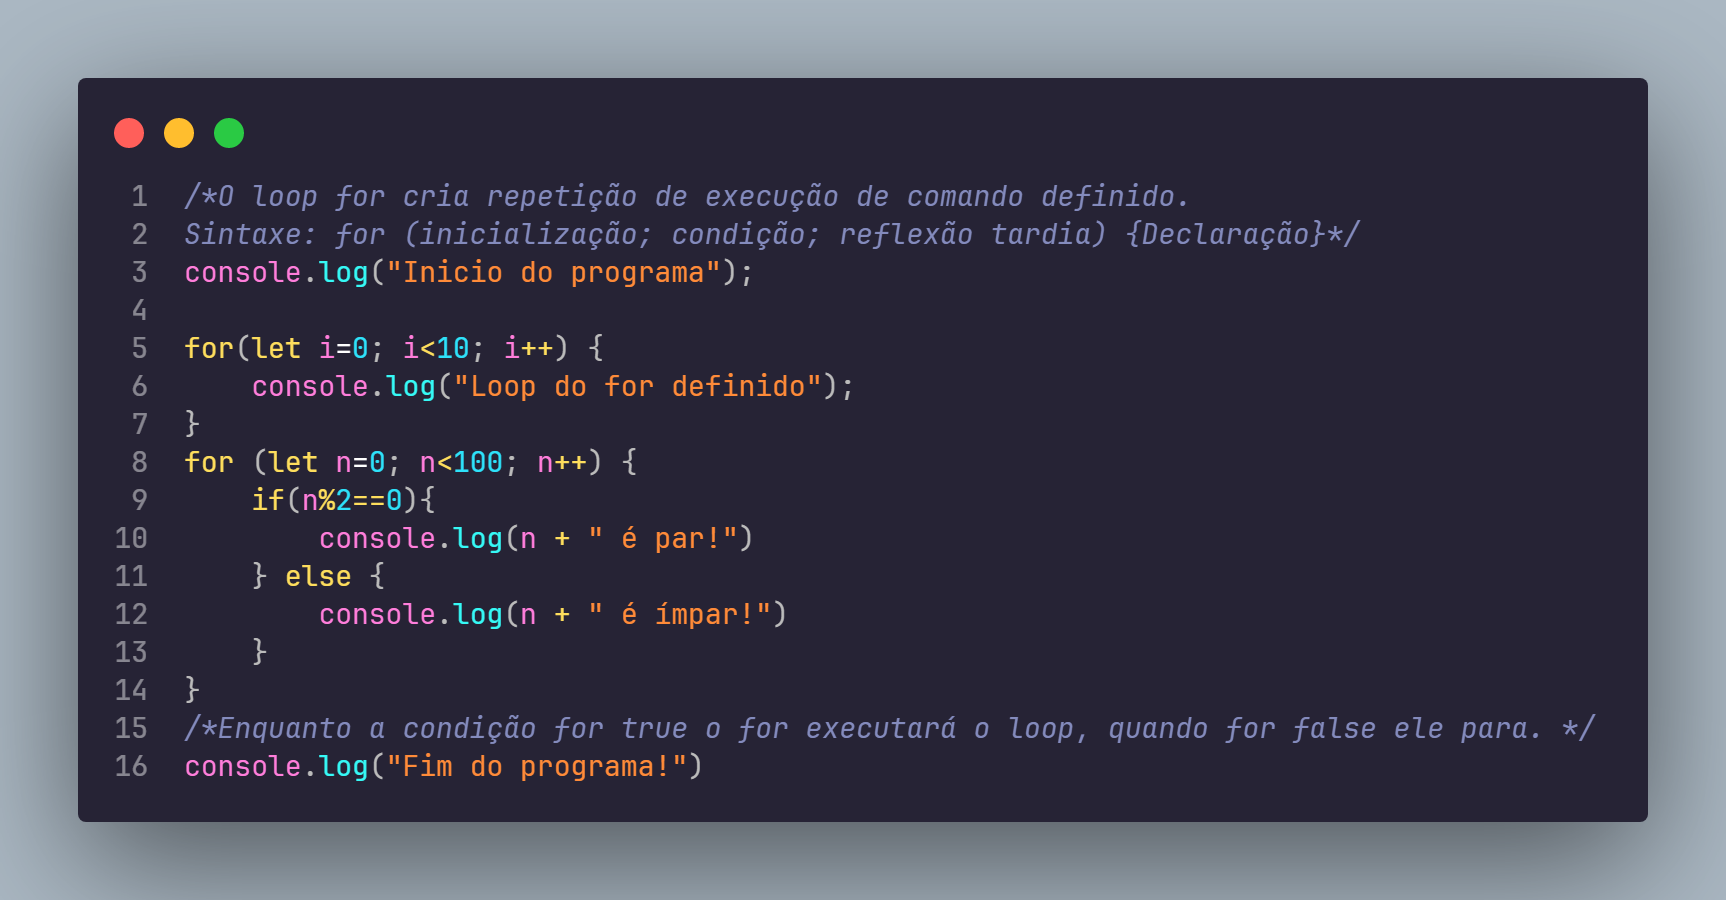 1 /*O loop for cria repetição de execução de comando definido.
2 Sintaxe: for (inicialização; condição; reflexão tardia) {Declaração}*/
3 console.log("Inicio do programa");
4
5 for(let i=0; i<10; i++) {
6     console.log("Loop do for definido");
7 }
8 for (let n=0; n<100; n++) {
9     if(n%2==0){
10         console.log(n + " é par!")
11     } else {
12         console.log(n + " é ímpar!")
13     }
14 }
15 /*Enquanto a condição for true o for executará o loop, quando for false ele para. */
16 console.log("Fim do programa!")